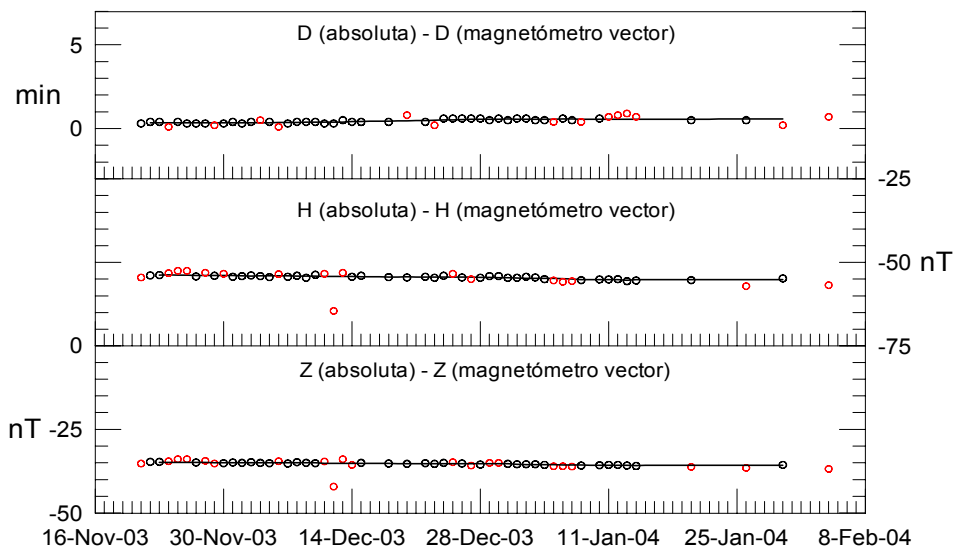 D (absoluta) - D (magnetómetro vector)
5
min
0
-25
H (absoluta) - H (magnetómetro vector)
-50
nT
0
-75
Z (absoluta) - Z (magnetómetro vector)
nT
-25
-50
16-Nov-03 30-Nov-03 14-Dec-03 28-Dec-03 11-Jan-04 25-Jan-04 8-Feb-04